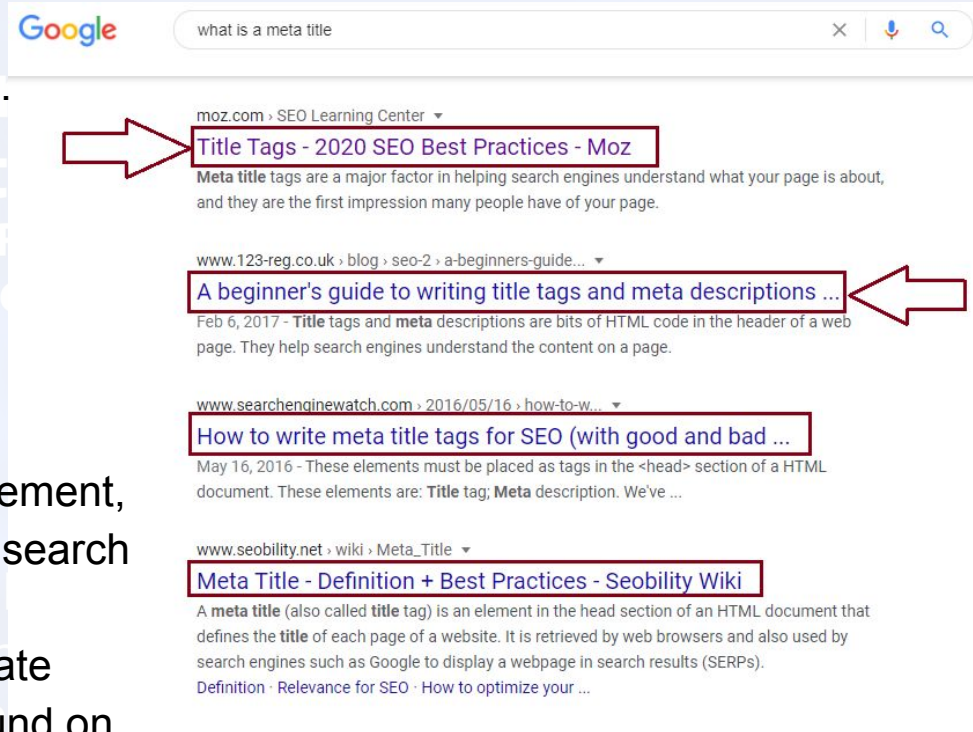 Google
what is a meta title
.
moz.com › SEO Learning Center
Title Tags - 2020 SEO Best Practices - Moz
Meta title tags are a major factor in helping search engines understand what your page is about,
and they are the first impression many people have of your page.
www.123-reg.co.uk › blog › seo-2 › a-beginners-guide...
A beginner's guide to writing title tags and meta descriptions ...
Feb 6, 2017 - Title tags and meta descriptions are bits of HTML code in the header of a web
page. They help search engines understand the content on a page.
www.searchenginewatch.com › 2016/05/16 › how-to-w...
How to write meta title tags for SEO (with good and bad ...
May 16, 2016 - These elements must be placed as tags in the <head> section of a HTML
document. These elements are: Title tag; Meta description. We've ...
www.seobility.net › wiki › Meta_Title
Meta Title - Definition + Best Practices - Seobility Wiki
A meta title (also called title tag) is an element in the head section of an HTML document that
defines the title of each page of a website. It is retrieved by web browsers and also used by
search engines such as Google to display a webpage in search results (SERPs).
Definition · Relevance for SEO · How to optimize your ...
ement,
search